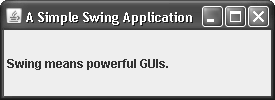 A Simple Swing Application
Swing means powerful GUIs.